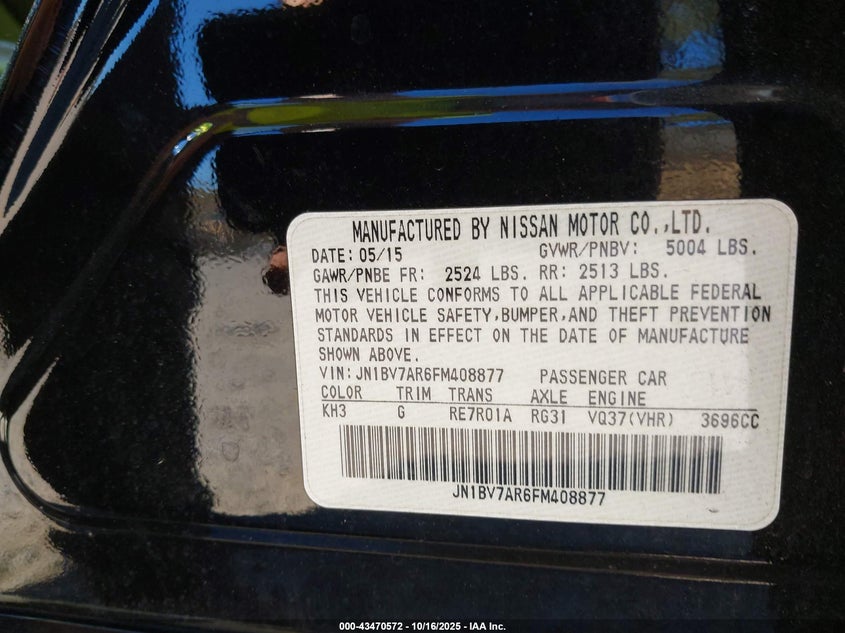 MANUFACTURED BY NISSAN MOTOR CO.,LTD.
DATE: 05/15 GVWR/PNBV: 5004 LBS.
GAWR/PNBE FR: 2524 LBS. RR: 2513 LBS.
THIS VEHICLE CONFORMS TO ALL APPLICABLE FEDERAL
MOTOR VEHICLE SAFETY,BUMPER,AND THEFT PREVENTION
STANDARDS IN EFFECT ON THE DATE OF MANUFACTURE
SHOWN ABOVE.
VIN: JN1BV7AR6FM408877 PASSENGER CAR
COLOR TRIM TRANS AXLE ENGINE
KH3 G RE7R01A RG31 VQ37(VHR) 3696CC
JN1BV7AR6FM408877
000-43470572 - 10/16/2025 - IAA Inc.